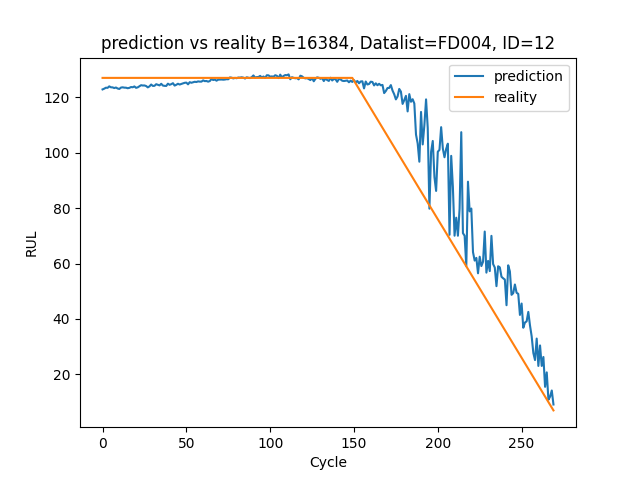 prediction vs reality B=16384, Datalist=FD004, ID=12
prediction
reality
RUL
120
100
80
60
40
20
0 50 100 150 200 250
Cycle